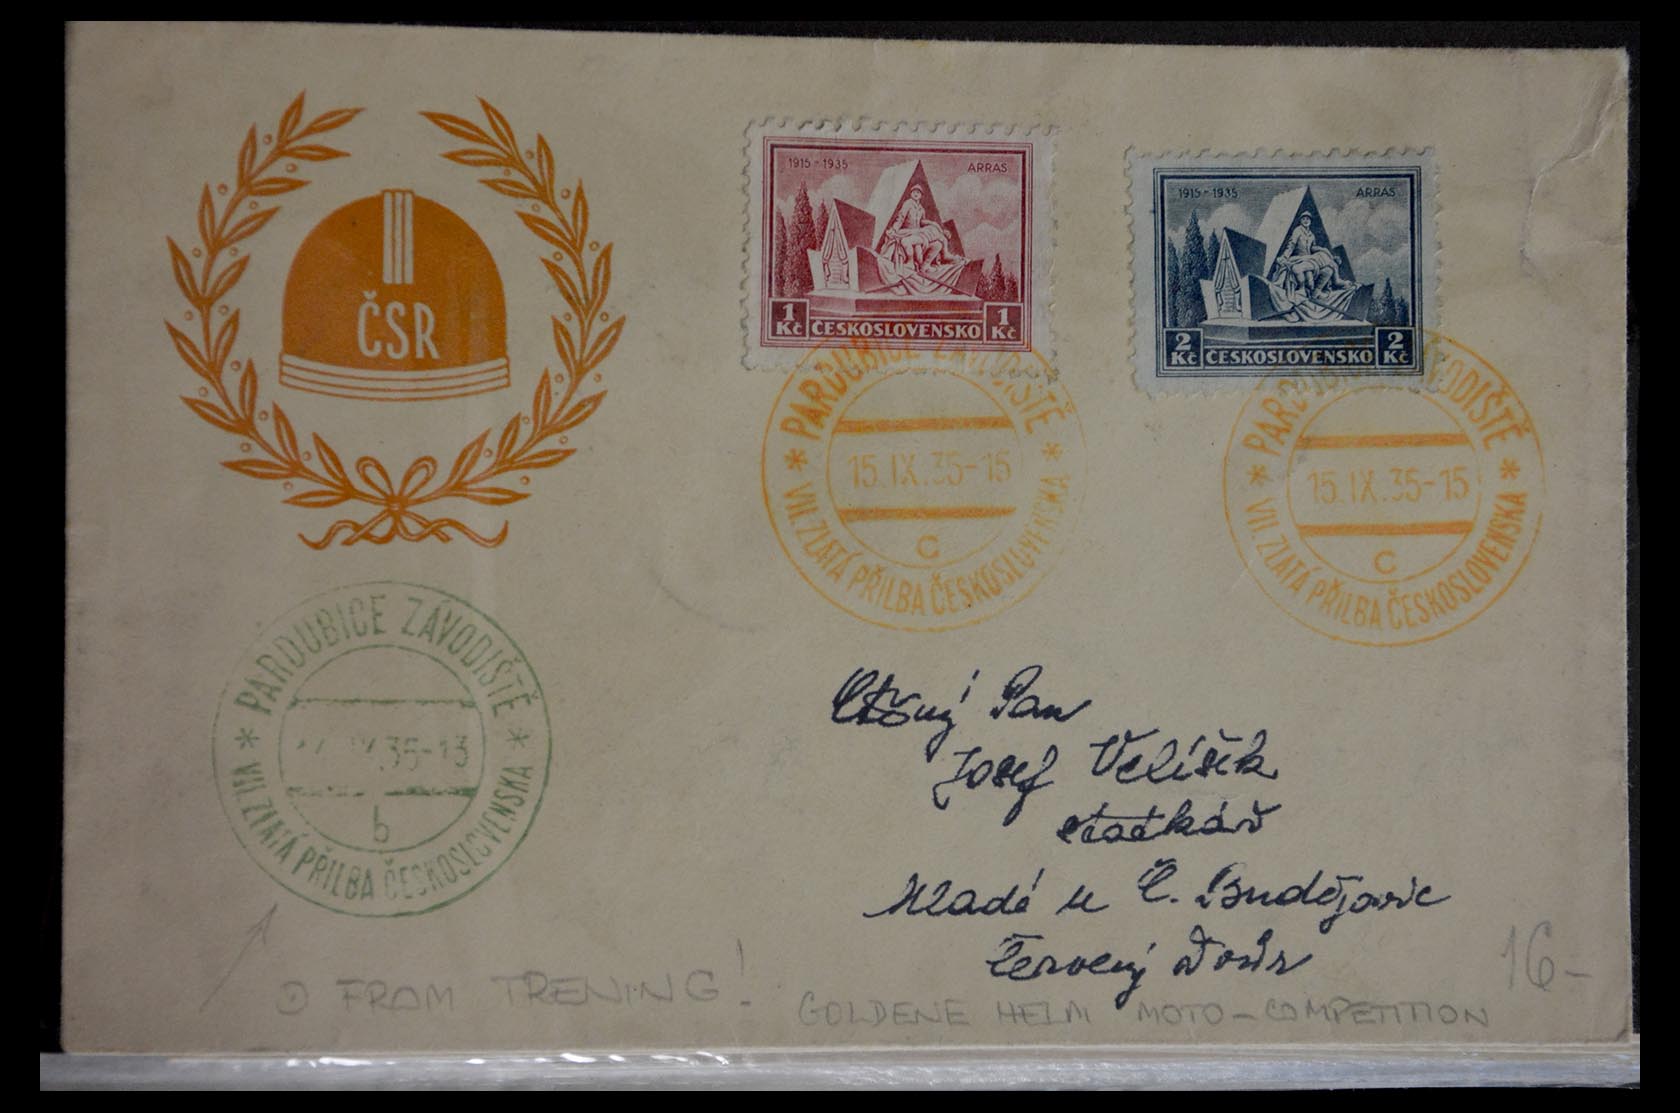 ČSR
1915-1935 ARRAS
1 Kč ČESKOSLOVENSKO 1 Kč
1915-1935 ARRAS
2 Kč ČESKOSLOVENSKO 2 Kč
PARDUBICE ZÁVODIŠTĚ
15.IX.35-15
C
* VII. ZLATÁ PŘILBA ČESKOSLOVENSKA *
PARDUBICE ZÁVODIŠTĚ
15.IX.35-15
C
* VII. ZLATÁ PŘILBA ČESKOSLOVENSKA *
PARDUBICE ZÁVODIŠTĚ
.35-13
b
* VII. ZLATÁ PŘILBA ČESKOSLOVENSKA *
Ctěný Pan
Josef Velíšek
Mladé u Č. Budějovic
Červený Dvůr
16-
FROM TRENING!
GOLDENE HELM MOTO-COMPETITION